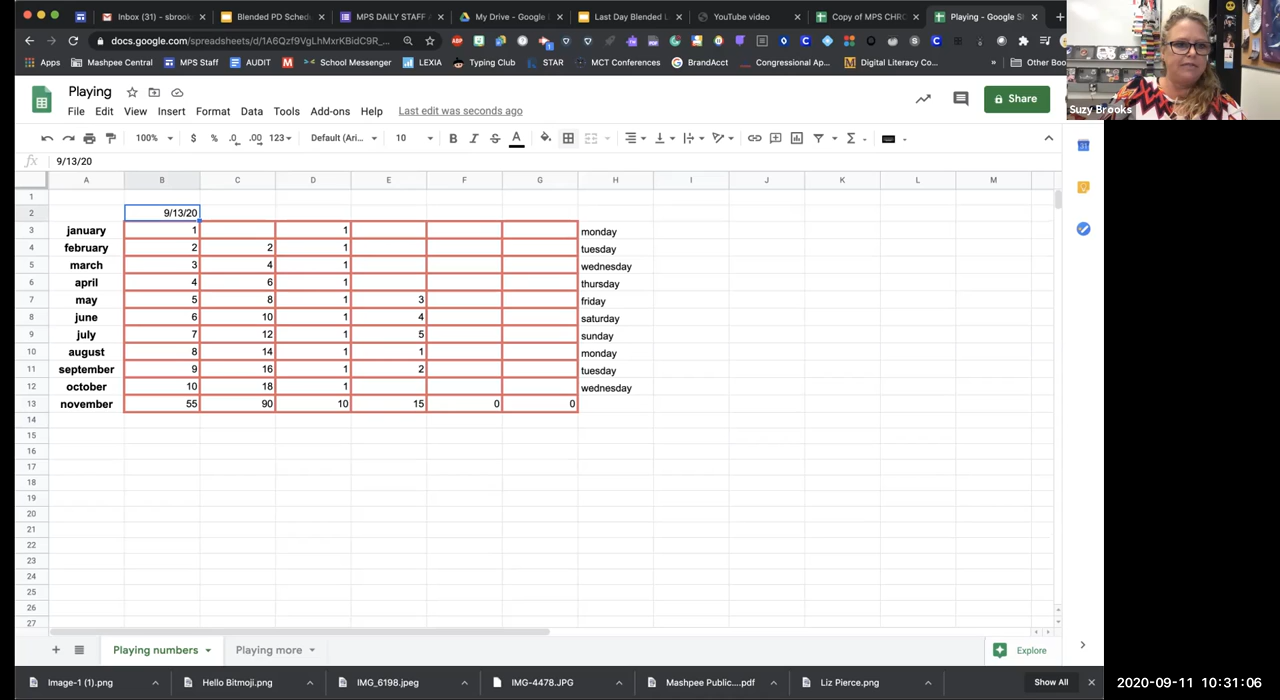 Inbox (31) - sbrook
Blended PD Sched
MPS DAILY STAFF A
My Drive - Google
Last Day Blended L
YouTube video
Copy of MPS CHRO
Playing - Google S
docs.google.com/spreadsheets/d/1A6Qzf9VgLhMxrKBidC9R_...
Apps
Mashpee Central
MPS Staff
AUDIT
School Messenger
LEXIA
Typing Club
STAR
MCT Conferences
BrandAcct
Congressional Ap...
Digital Literacy Co...
»
Other Boo
Suzy Brooks
Playing
File Edit View Insert Format Data Tools Add-ons Help Last edit was seconds ago
Share
100% $ % .0 .00 123 Default (Ari... 10 B I S A
fx 9/13/20
A B C D E F G H I J K L M
1
2 9/13/20
3 january 1 1 monday
4 february 2 2 1 tuesday
5 march 3 4 1 wednesday
6 april 4 6 1 thursday
7 may 5 8 1 3 friday
8 june 6 10 1 4 saturday
9 july 7 12 1 5 sunday
10 august 8 14 1 1 monday
11 september 9 16 1 2 tuesday
12 october 10 18 1 wednesday
13 november 55 90 10 15 0 0
14
15
16
17
18
19
20
21
22
23
24
25
26
27
Playing numbers
Playing more
Explore
Image-1 (1).png
Hello Bitmoji.png
IMG_6198.jpeg
IMG-4478.JPG
Mashpee Public....pdf
Liz Pierce.png
Show All
2020-09-11 10:31:06